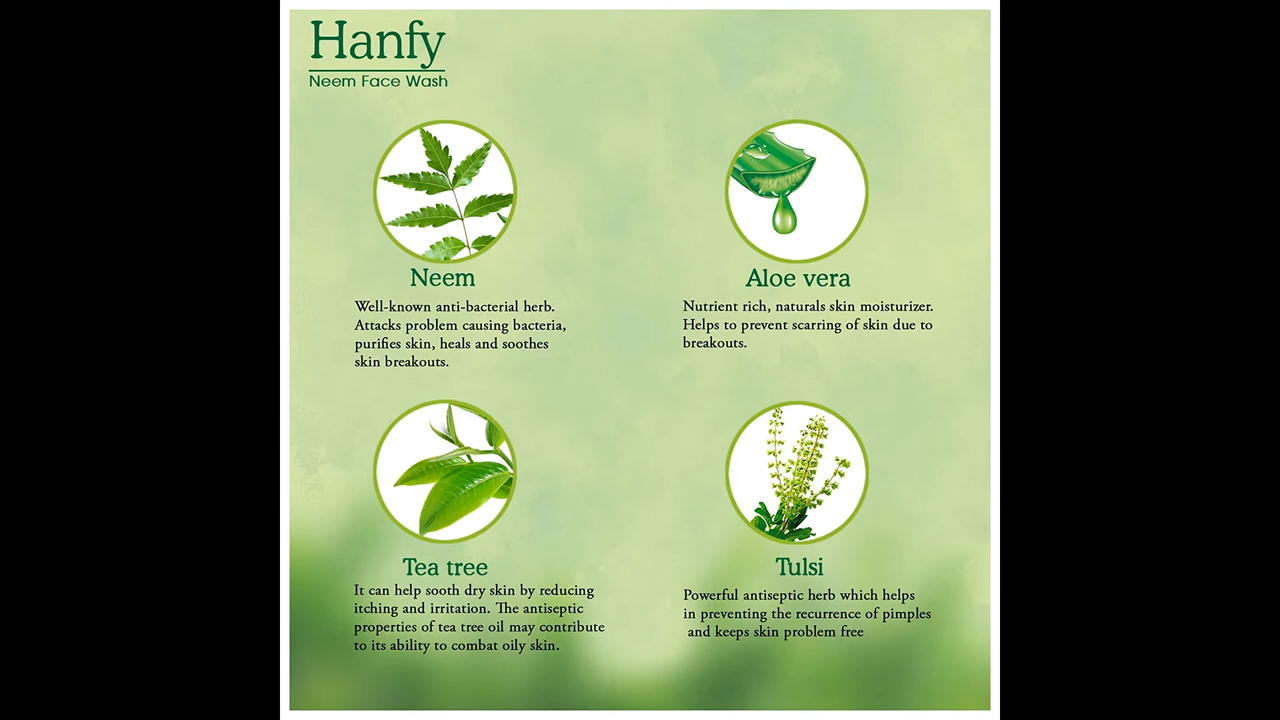 Hanfy
Neem Face Wash
Neem
Well-known anti-bacterial herb.
Attacks problem causing bacteria,
purifies skin, heals and soothes
skin breakouts.
Aloe vera
Nutrient rich, naturals skin moisturizer.
Helps to prevent scarring of skin due to
breakouts.
Tea tree
It can help sooth dry skin by reducing
itching and irritation. The antiseptic
properties of tea tree oil may contribute
to its ability to combat oily skin.
Tulsi
Powerful antiseptic herb which helps
in preventing the recurrence of pimples
and keeps skin problem free